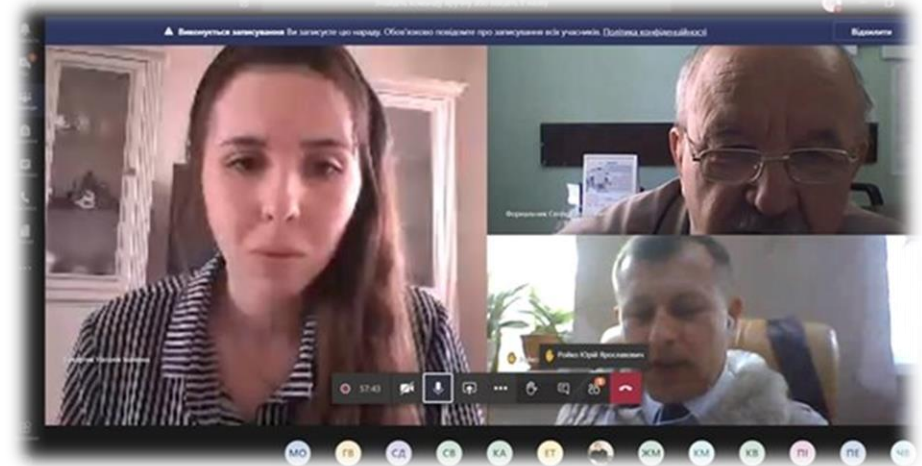 Виконується записування Ви записуєте цю нараду. Обов'язково повідомте про записування всіх учасників. Політика конфіденційності
Відхилити
Ройко Юрій Ярославович
57:43
МО ГВ СД СВ КА ЕТ ЖМ КМ КВ ПІ ПЕ ЧВ